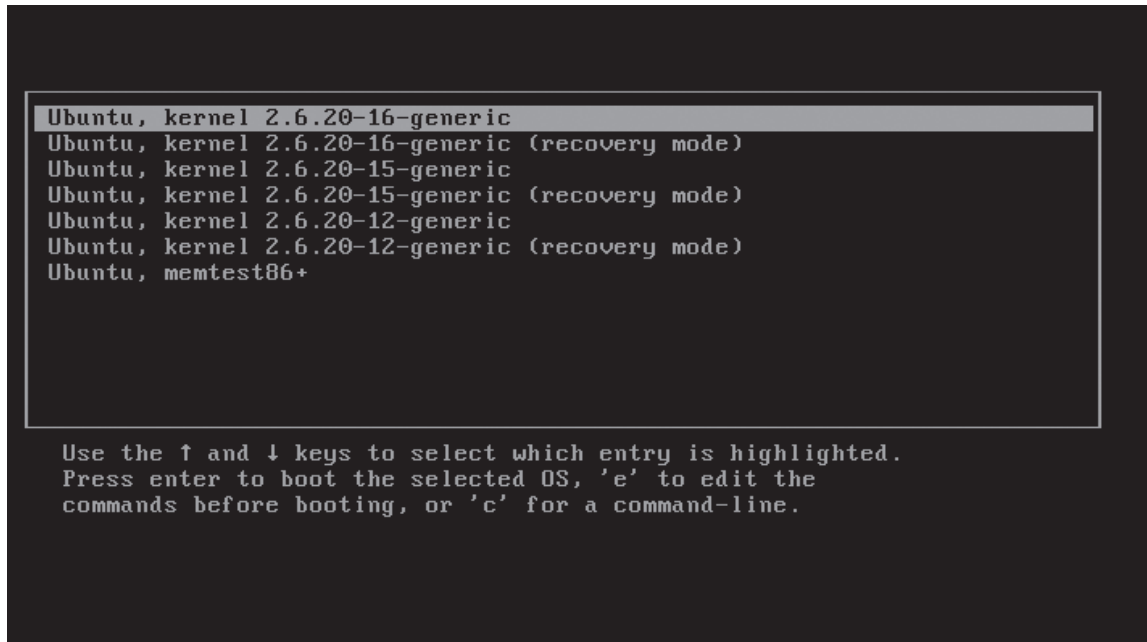 Ubuntu, kernel 2.6.20-16-generic
Ubuntu, kernel 2.6.20-16-generic (recovery mode)
Ubuntu, kernel 2.6.20-15-generic
Ubuntu, kernel 2.6.20-15-generic (recovery mode)
Ubuntu, kernel 2.6.20-12-generic
Ubuntu, kernel 2.6.20-12-generic (recovery mode)
Ubuntu, memtest86+
Use the ↑ and ↓ keys to select which entry is highlighted.
Press enter to boot the selected OS, 'e' to edit the
commands before booting, or 'c' for a command-line.